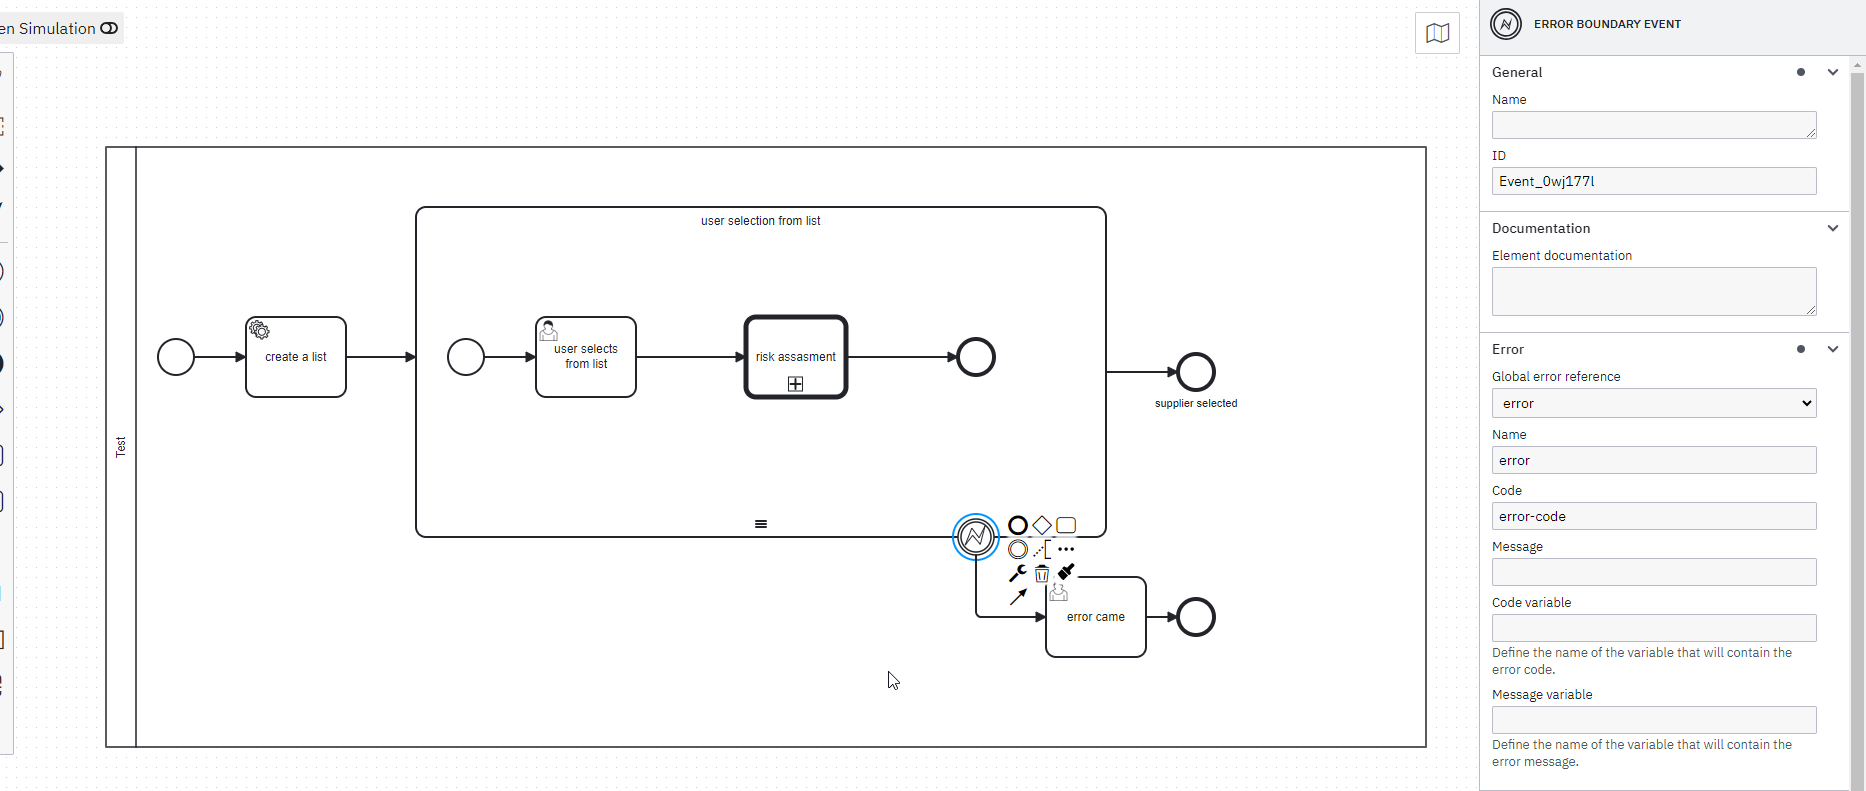 en Simulation
Test
create a list
user selection from list
user selects
from list
risk assasment
supplier selected
error came
ERROR BOUNDARY EVENT
General
Name
ID
Event_0wj177l
Documentation
Element documentation
Error
Global error reference
error
Name
error
Code
error-code
Message
Code variable
Define the name of the variable that will contain the
error code.
Message variable
Define the name of the variable that will contain the
error message.